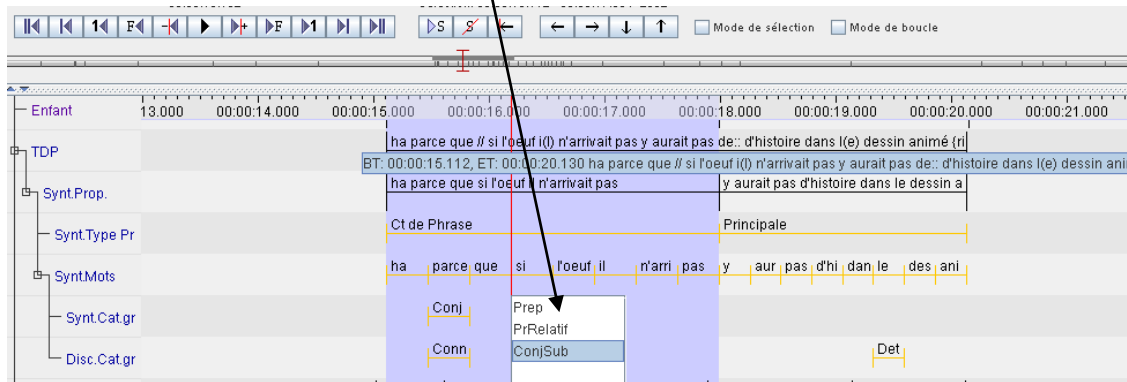 1◀ F◀ -◀ ▶ ▶+ ▶F ▶1 ▶S S Mode de sélection Mode de boucle
Enfant 13.000 00:00:14.000 00:00:15.000 00:00:16.000 00:00:17.000 00:00:18.000 00:00:19.000 00:00:20.000 00:00:21.000
TDP ha parce que // si l'oeuf i(l) n'arrivait pas y aurait pas de:: d'histoire dans l(e) dessin animé {ri
BT: 00:00:15.112, ET: 00:00:20.130 ha parce que // si l'oeuf i(l) n'arrivait pas y aurait pas de:: d'histoire dans l(e) dessin ani
Synt.Prop. ha parce que si l'oeuf il n'arrivait pas y aurait pas d'histoire dans le dessin a
Synt.Type Pr Ct de Phrase Principale
Synt.Mots ha parce que si l'oeuf il n'arri pas y aur pas d'hi dan le des ani
Synt.Cat.gr Conj Prep
PrRelatif
Disc.Cat.gr Conn ConjSub Det